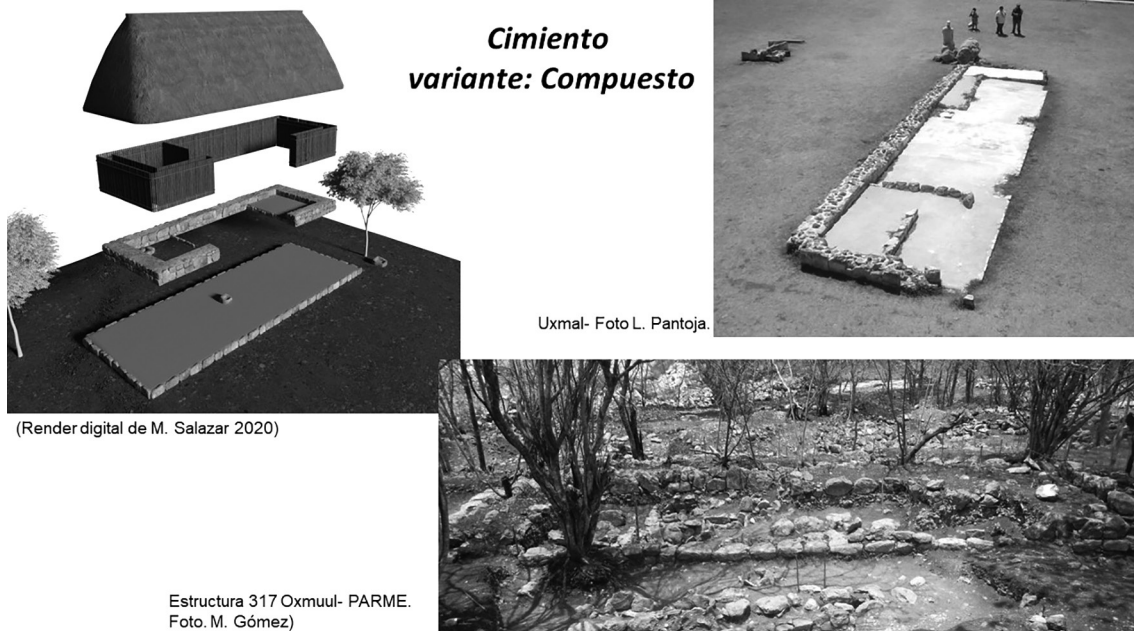 Cimiento
variante: Compuesto
Uxmal- Foto L. Pantoja.
(Render digital de M. Salazar 2020)
Estructura 317 Oxmuul- PARME.
Foto. M. Gómez)